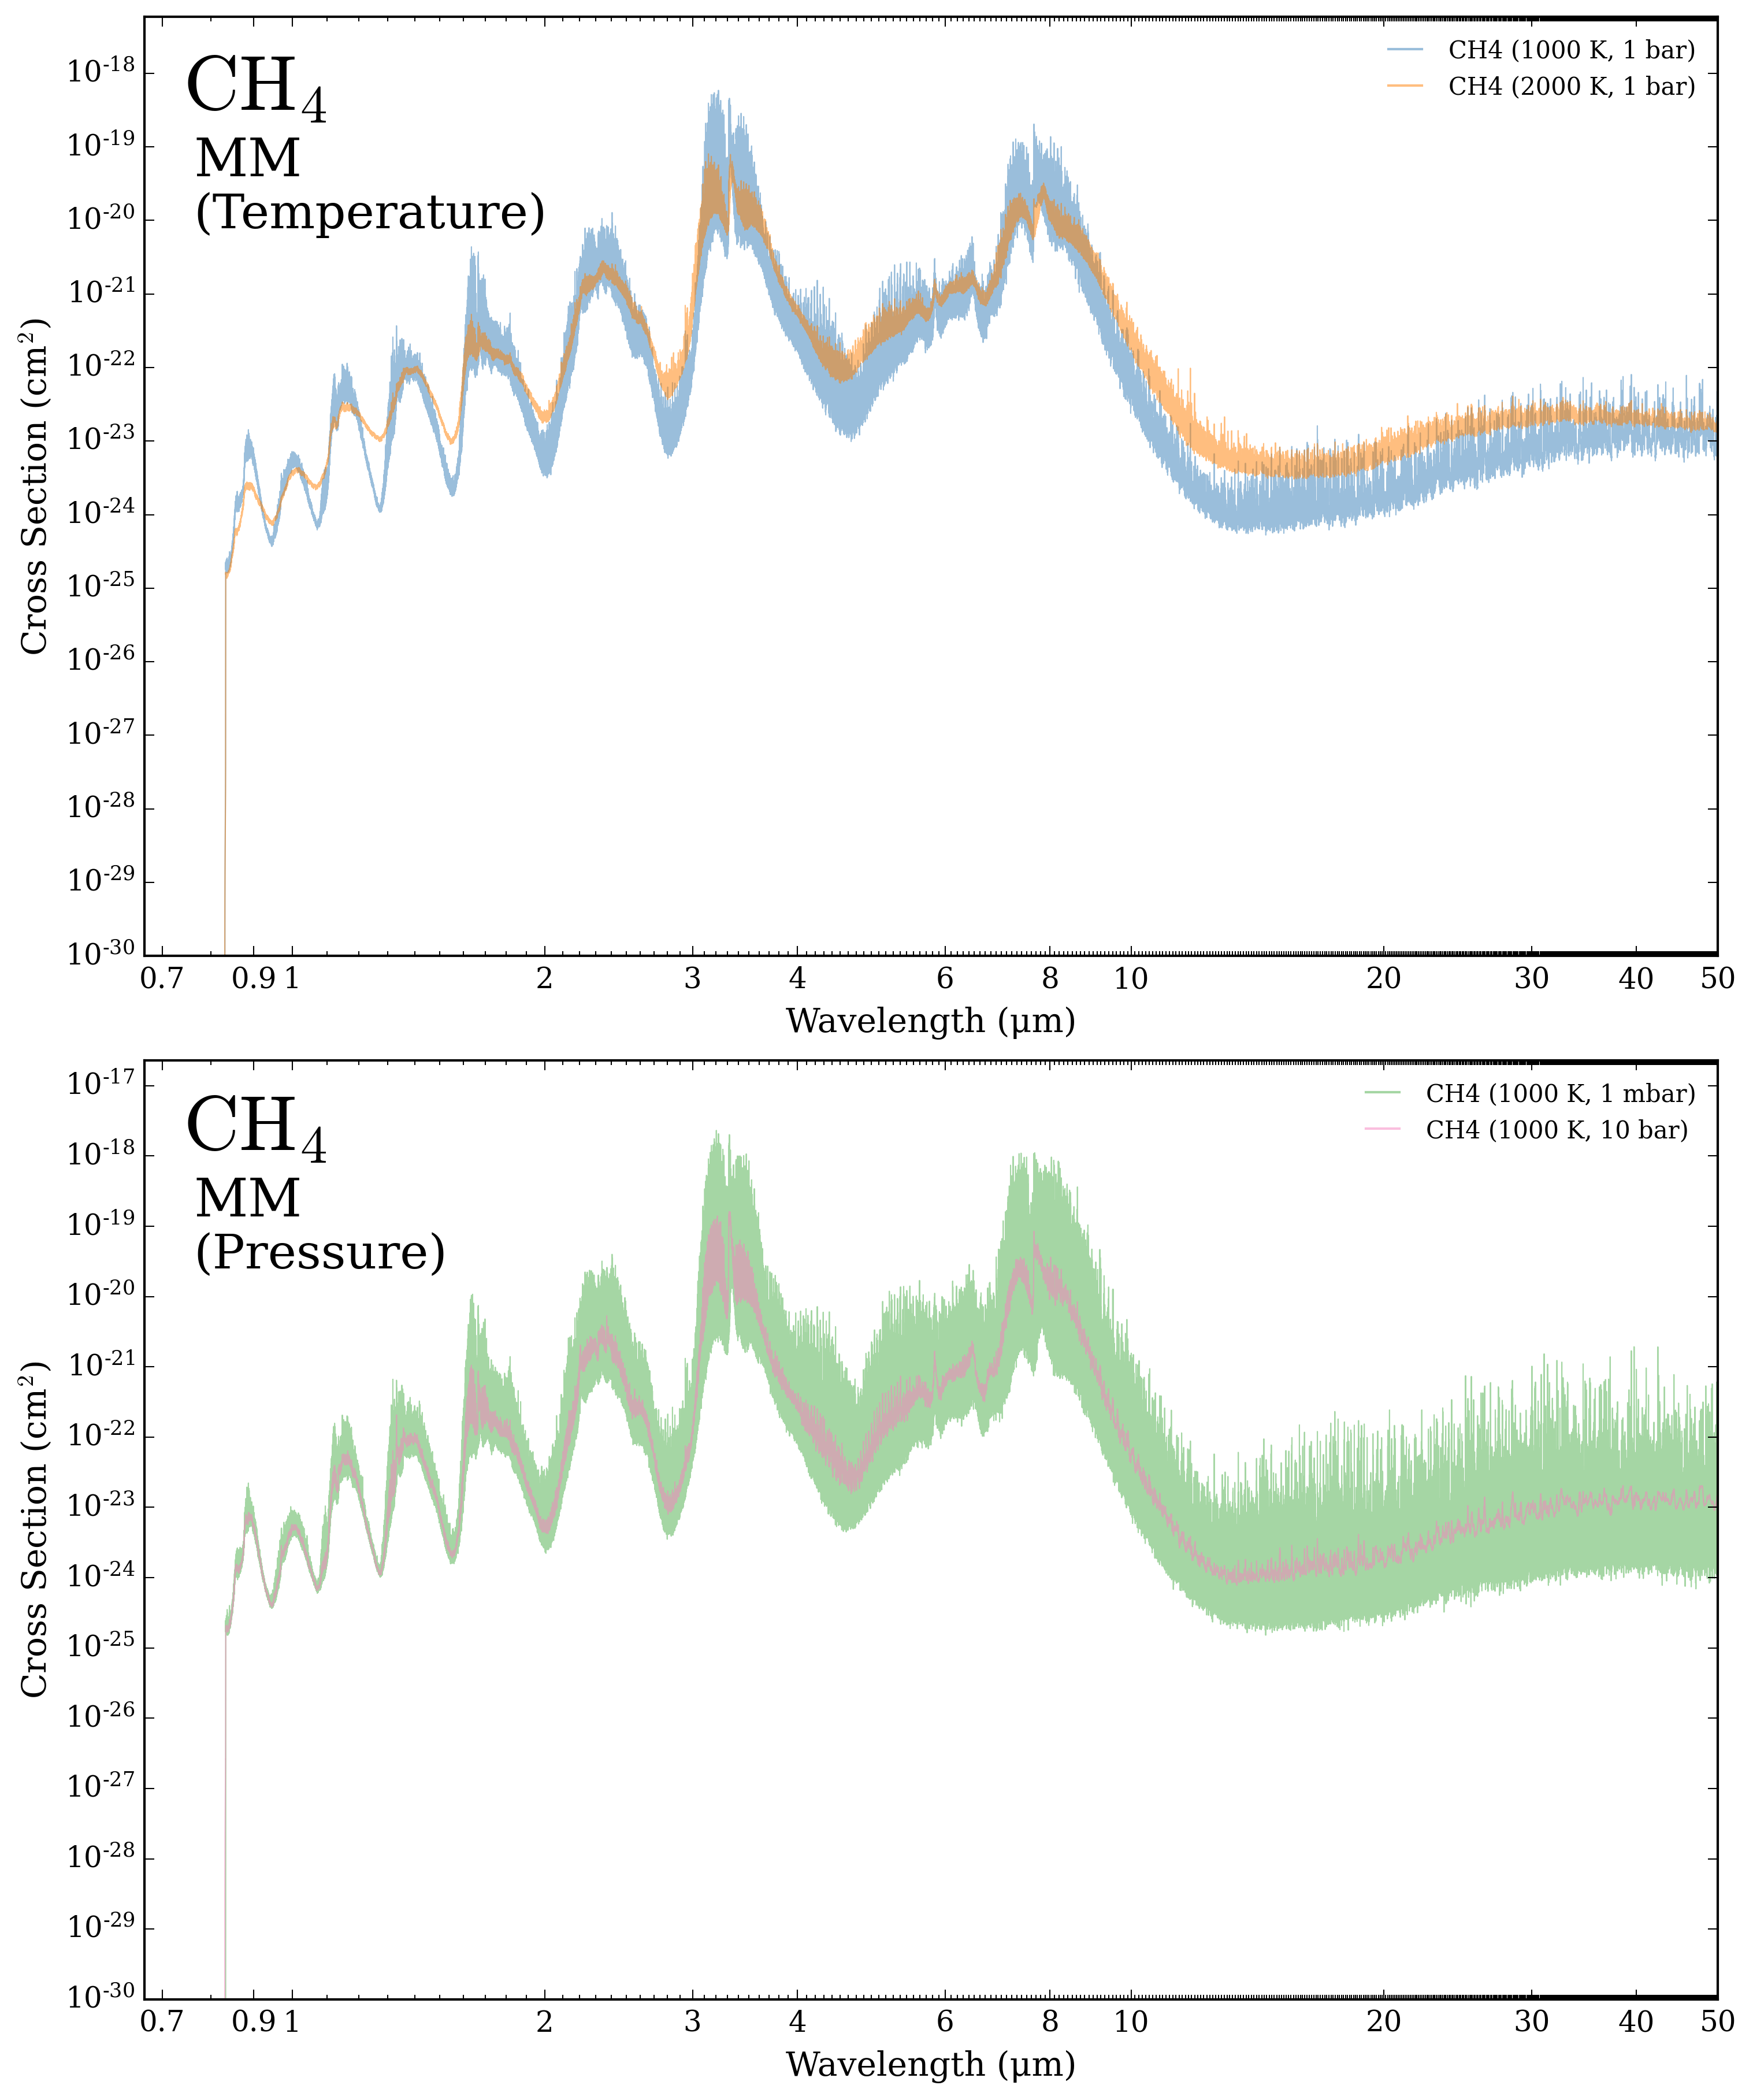 CH4 (1000 K, 1 bar)
CH4 (2000 K, 1 bar)
CH₄
MM
(Temperature)
Cross Section (cm²)
10⁻¹⁸
10⁻¹⁹
10⁻²⁰
10⁻²¹
10⁻²²
10⁻²³
10⁻²⁴
10⁻²⁵
10⁻²⁶
10⁻²⁷
10⁻²⁸
10⁻²⁹
10⁻³⁰
0.7 0.9 1 2 3 4 6 8 10 20 30 40 50
Wavelength (μm)
CH4 (1000 K, 1 mbar)
CH4 (1000 K, 10 bar)
CH₄
MM
(Pressure)
Cross Section (cm²)
10⁻¹⁷
10⁻¹⁸
10⁻¹⁹
10⁻²⁰
10⁻²¹
10⁻²²
10⁻²³
10⁻²⁴
10⁻²⁵
10⁻²⁶
10⁻²⁷
10⁻²⁸
10⁻²⁹
10⁻³⁰
0.7 0.9 1 2 3 4 6 8 10 20 30 40 50
Wavelength (μm)